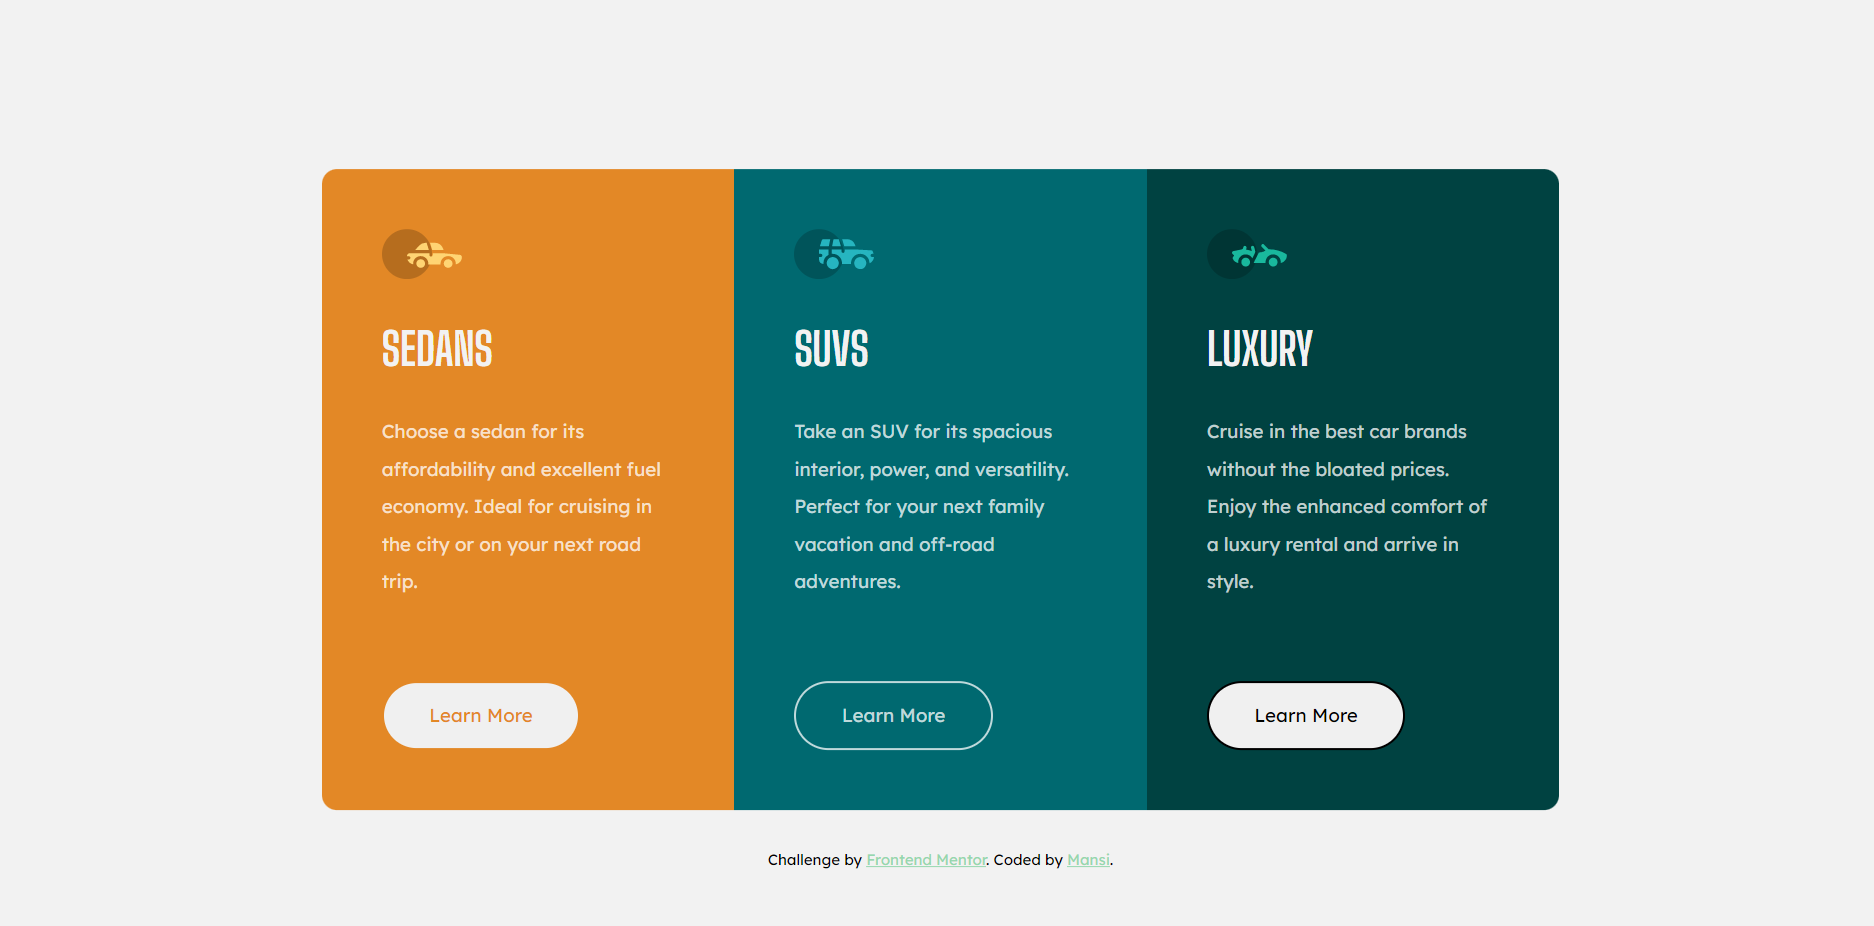 SEDANS
Choose a sedan for its
affordability and excellent fuel
economy. Ideal for cruising in
the city or on your next road
trip.
Learn More
SUVS
Take an SUV for its spacious
interior, power, and versatility.
Perfect for your next family
vacation and off-road
adventures.
Learn More
LUXURY
Cruise in the best car brands
without the bloated prices.
Enjoy the enhanced comfort of
a luxury rental and arrive in
style.
Learn More
Challenge by Frontend Mentor. Coded by Mansi.